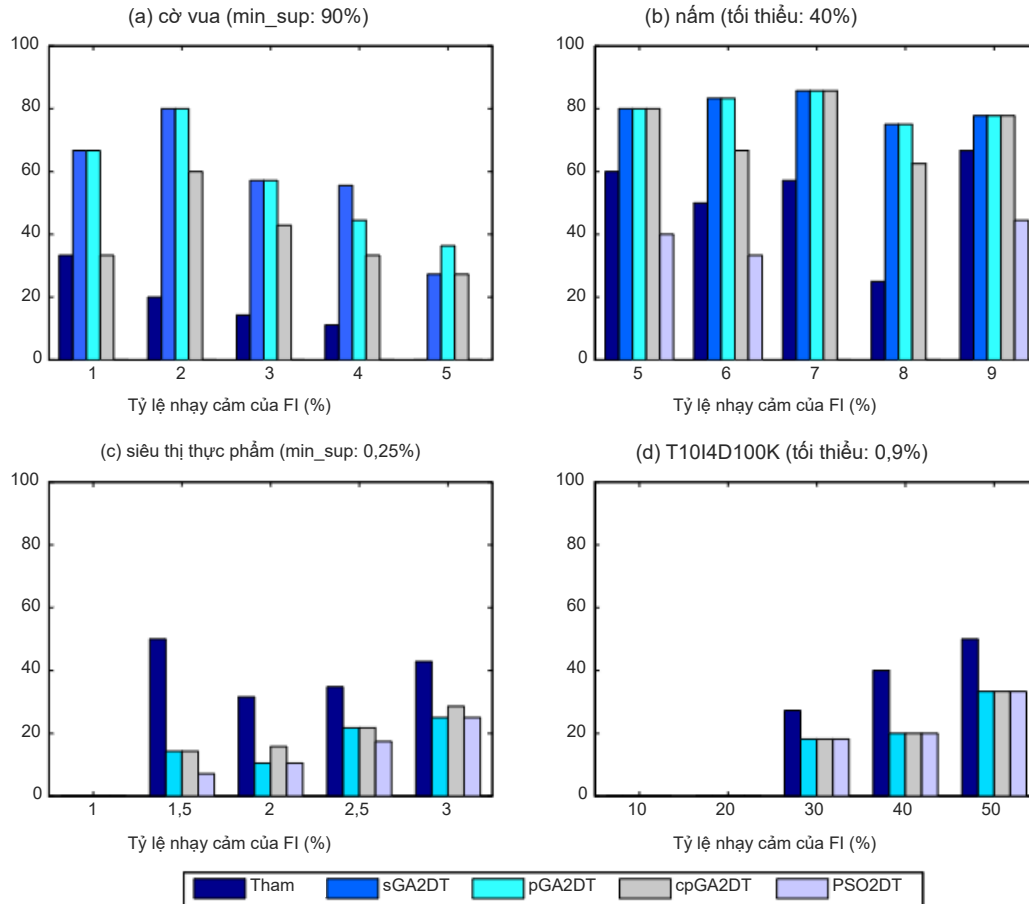 (a) cờ vua (min_sup: 90%)
100
80
60
40
20
0
1 2 3 4 5
Tỷ lệ nhạy cảm của FI (%)
(b) nấm (tối thiểu: 40%)
100
80
60
40
20
0
5 6 7 8 9
Tỷ lệ nhạy cảm của FI (%)
(c) siêu thị thực phẩm (min_sup: 0,25%)
100
80
60
40
20
0
1 1,5 2 2,5 3
Tỷ lệ nhạy cảm của FI (%)
(d) T10I4D100K (tối thiểu: 0,9%)
100
80
60
40
20
0
10 20 30 40 50
Tỷ lệ nhạy cảm của FI (%)
Tham sGA2DT pGA2DT cpGA2DT PSO2DT